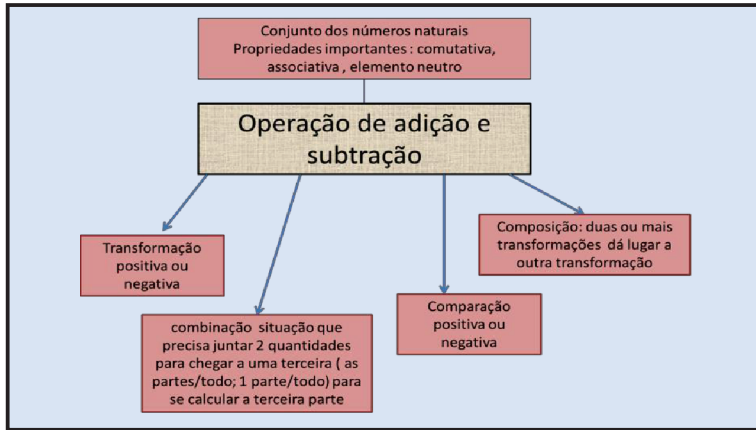 Conjunto dos números naturais
Propriedades importantes : comutativa,
associativa , elemento neutro
Operação de adição e
subtração
Transformação
positiva ou
negativa
combinação situação que
precisa juntar 2 quantidades
para chegar a uma terceira ( as
partes/todo; 1 parte/todo) para
se calcular a terceira parte
Comparação
positiva ou
negativa
Composição: duas ou mais
transformações dá lugar a
outra transformação